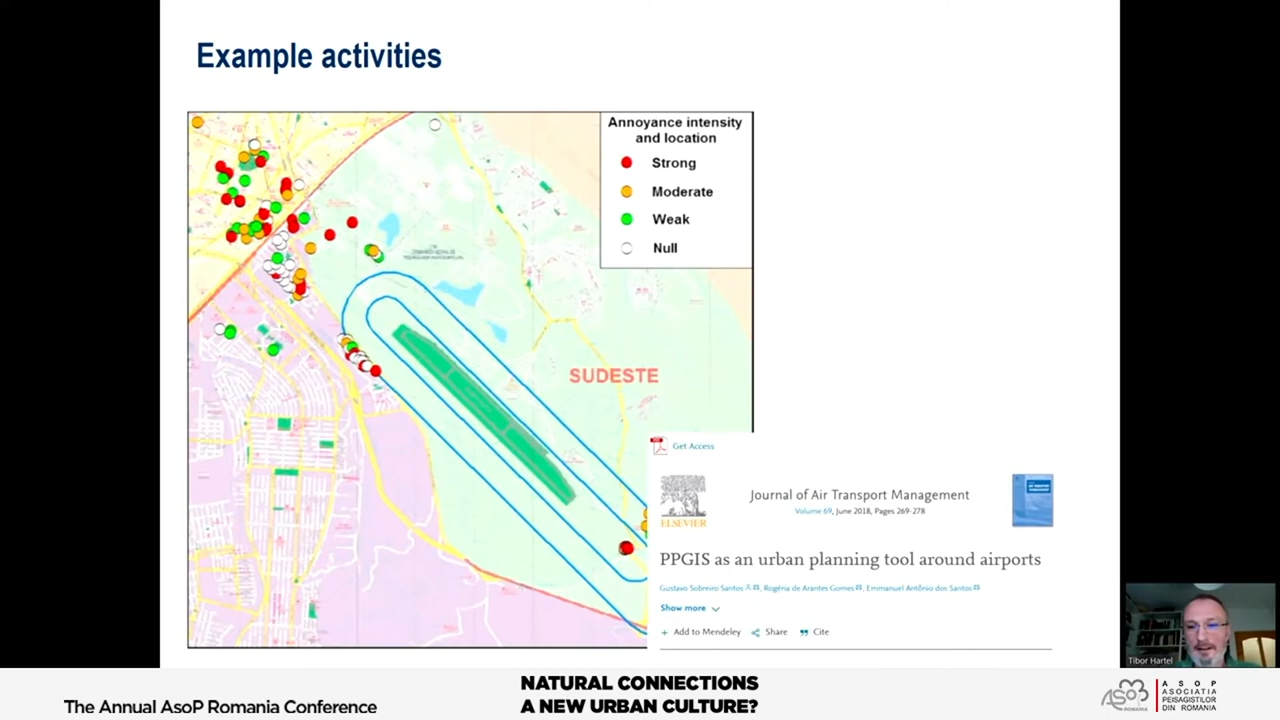 Example activities
Annoyance intensity
and location
Strong
Moderate
Weak
Null
SUDESTE
Get Access
ELSEVIER
Journal of Air Transport Management
Volume 69, June 2018, Pages 269-278
PPGIS as an urban planning tool around airports
Gustavo Sobreiro Santos, Rogéria de Arantes Gomes, Emmanuel Antônio dos Santos
Show more
Add to Mendeley Share Cite
Tibor Hartel
The Annual AsoP Romania Conference
NATURAL CONNECTIONS
A NEW URBAN CULTURE?
ASOP
ROMANIA
A S O P
ASOCIATIA
PEISAGISTILOR
DIN ROMANIA